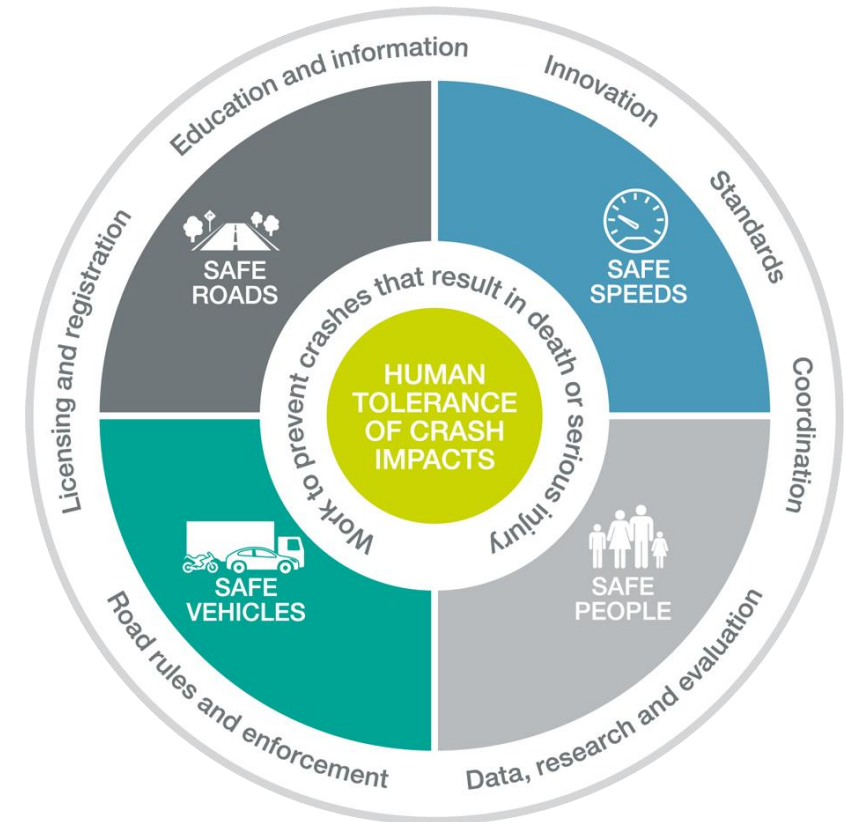 Education and information
Innovation
Standards
Coordination
Data, research and evaluation
Road rules and enforcement
Licensing and registration
SAFE
ROADS
SAFE
SPEEDS
SAFE
PEOPLE
SAFE
VEHICLES
Work to prevent crashes that result in death or serious injury
HUMAN
TOLERANCE
OF CRASH
IMPACTS